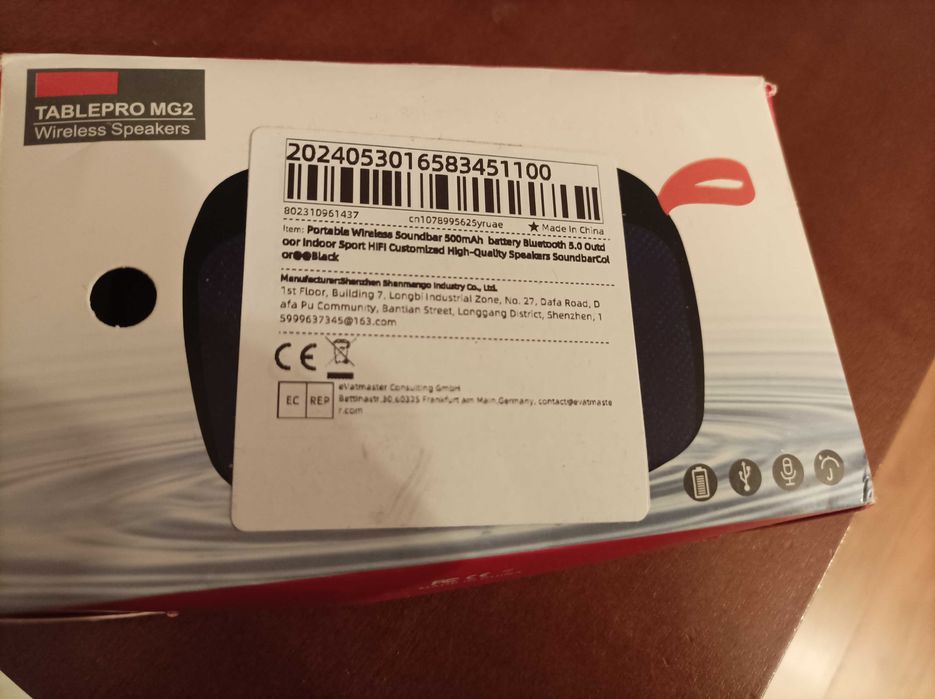 TABLEPRO MG2
Wireless Speakers
2024053016583451100
802310961437 cn1078995625yruae ★ Made in China
Item: Portable Wireless Soundbar 500mAh battery Bluetooth 5.0 Outd
oor Indoor Sport HIFI Customized High-Quality Speakers SoundbarCol
or●●Black
Manufacturer:Shenzhen Shenmango Industry Co., Ltd.
1st Floor, Building 7, Longbi Industrial Zone, No. 27, Dafa Road, D
afa Pu Community, Bantian Street, Longgang District, Shenzhen, 1
5999637345@163.com
CE
EC REP
eVatmaster Consulting GmbH
Bettinastr.30,60325 Frankfurt am Main,Germany, contact@evatmaste
r.com